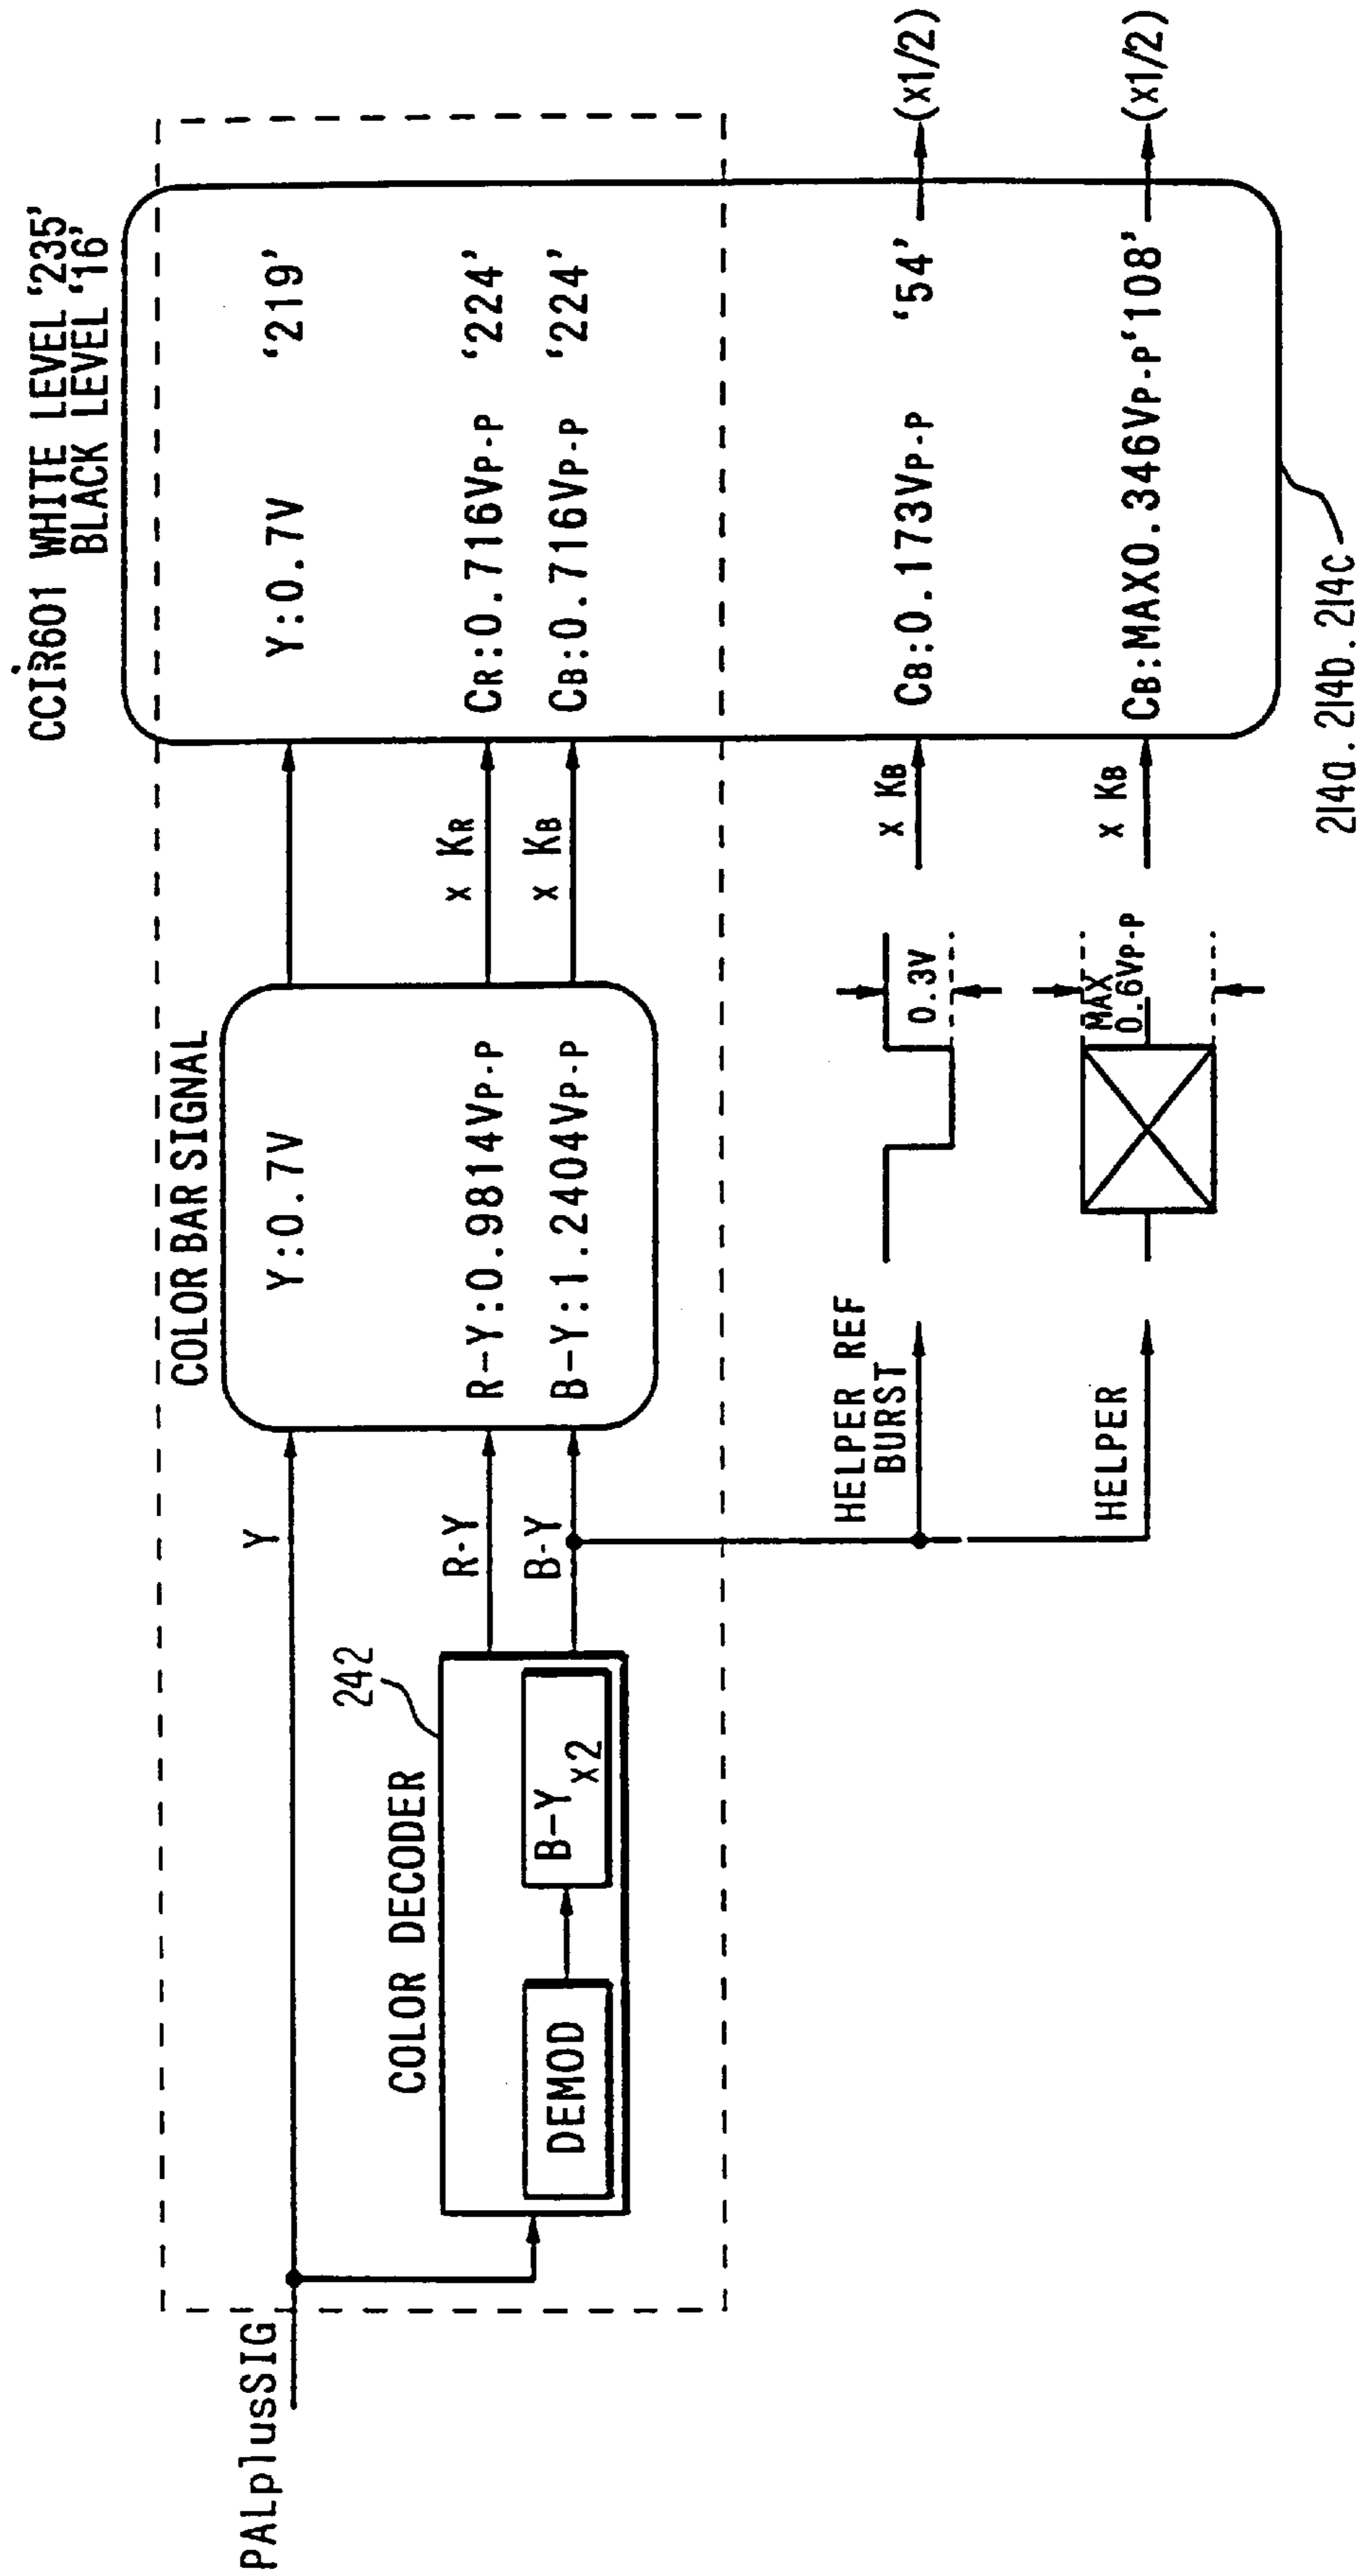 CCIR601 WHITE LEVEL '235'
BLACK LEVEL '16'
COLOR BAR SIGNAL
PALplusSIG
Y
Y:0.7V
Y:0.7V
'219'
242
COLOR DECODER
DEMOD
B-Y
x2
R-Y
B-Y
R-Y:0.9814VP-P
B-Y:1.2404VP-P
x KR
x KB
CR:0.716VP-P '224'
CB:0.716VP-P '224'
HELPER REF
BURST
0.3V
x KB
CB:0.173VP-P '54'
(x1/2)
HELPER
MAX
0.6VP-P
x KB
CB:MAX0.346VP-P'108'
(x1/2)
214a.214b.214c